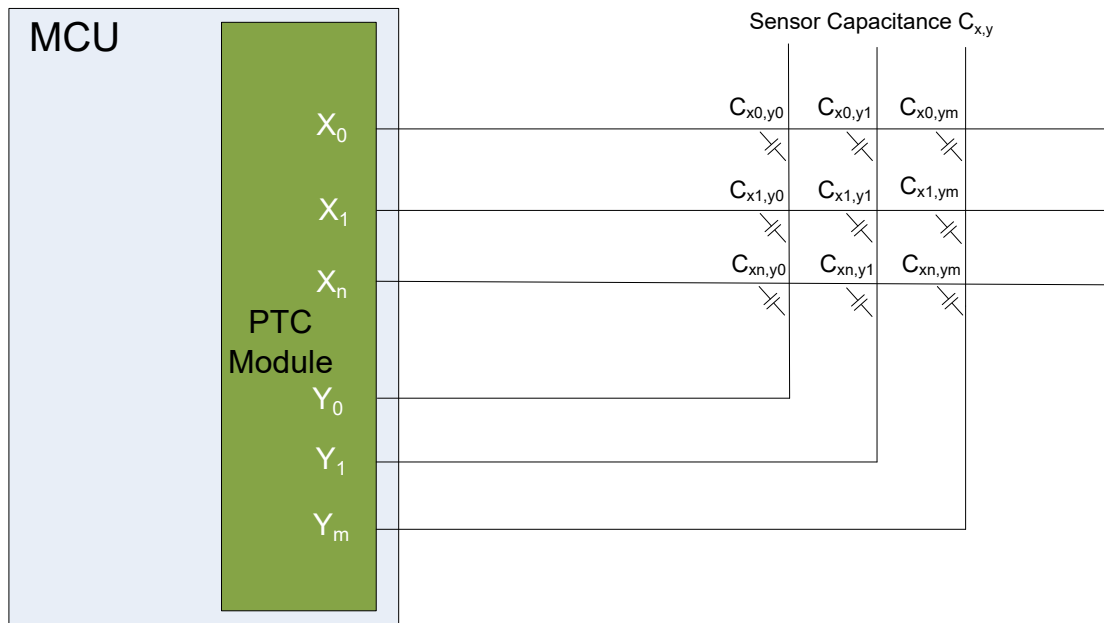 MCU
Sensor Capacitance Cx,y
X0
Cx0,y0 Cx0,y1 Cx0,ym
X1
Cx1,y0 Cx1,y1 Cx1,ym
Xn
Cxn,y0 Cxn,y1 Cxn,ym
PTC
Module
Y0
Y1
Ym